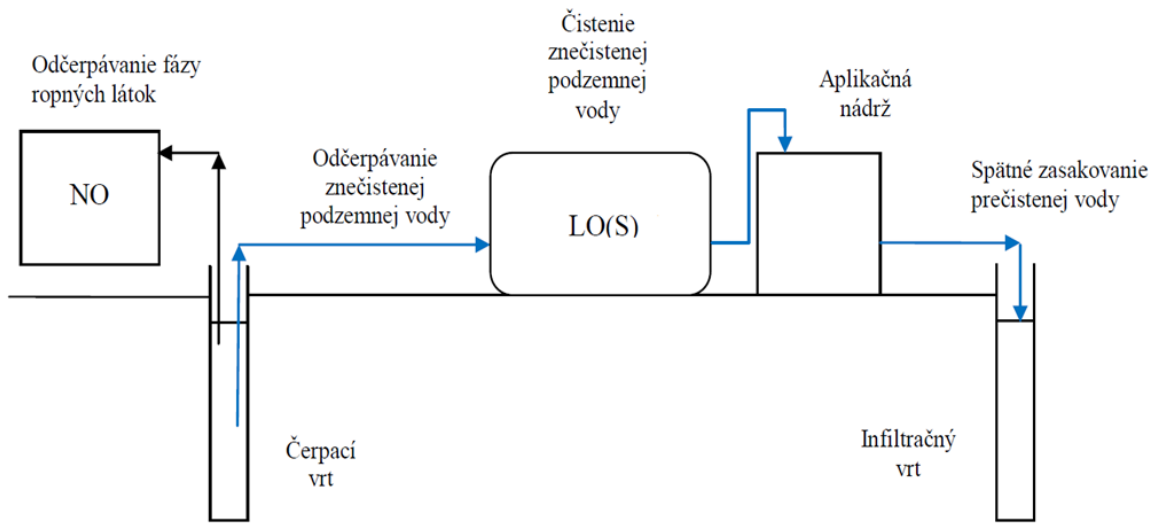 Odčerpávanie fázy
ropných látok
NO
Odčerpávanie
znečistenej
podzemnej vody
Čistenie
znečistenej
podzemnej
vody
LO(S)
Aplikačná
nádrž
Spätné zasakovanie
prečistenej vody
Čerpací
vrt
Infiltračný
vrt